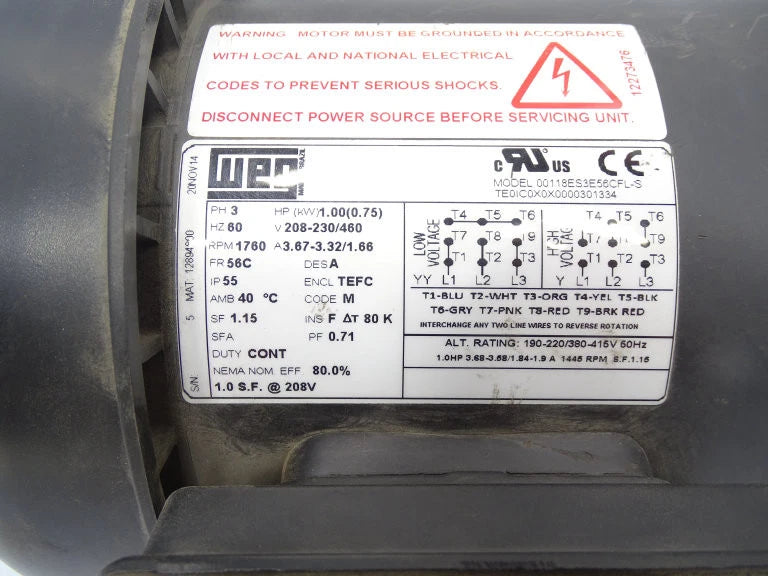 WARNING: MOTOR MUST BE GROUNDED IN ACCORDANCE
WITH LOCAL AND NATIONAL ELECTRICAL
CODES TO PREVENT SERIOUS SHOCKS.
DISCONNECT POWER SOURCE BEFORE SERVICING UNIT.
12273476
20NOV14
MAT:
5
S/N:
WEG
BRAZIL
c RU US
MODEL 00118ES3E56CFL-S
TE0IC0X0X0000301334
PH 3 HP (kW) 1.00(0.75)
HZ 60 V 208-230/460
RPM 1760 A 3.67-3.32/1.66
FR 56C DES A
IP 55 ENCL TEFC
AMB 40 °C CODE M
SF 1.15 INS F ΔT 80 K
SFA PF 0.71
DUTY CONT
NEMA NOM. EFF 80.0%
1.0 S.F. @ 208V
LOW VOLTAGE
T4 T5 T6
T7 T8 T9
T1 T2 T3
YY L1 L2 L3
HIGH VOLTAG
T4 T5 T6
T7 T8 T9
T1 T2 T3
Y L1 L2 L3
T1-BLU T2-WHT T3-ORG T4-YEL T5-BLK
T6-GRY T7-PNK T8-RED T9-BRK RED
INTERCHANGE ANY TWO LINE WIRES TO REVERSE ROTATION
ALT. RATING: 190-220/380-415V 50Hz
1.0HP 3.68-3.58/1.84-1.9 A 1445 RPM S.F.1.15